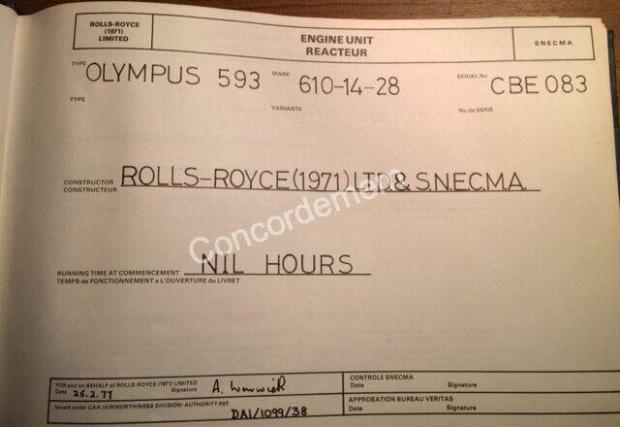 ROLLS-ROYCE
(1971)
LIMITED
ENGINE UNIT
REACTEUR
SNECMA
TYPE OLYMPUS 593 MARK 610-14-28 SERIAL No CBE 083
TYPE VARIANTE No de SERIE
CONSTRUCTOR ROLLS-ROYCE (1971) LTD & S.N.E.C.M.A.
CONSTRUCTEUR
Concordemem
RUNNING TIME AT COMMENCEMENT NIL HOURS
TEMPS de FONCTIONNEMENT a L'OUVERTURE du LIVRET
FOR and on BEHALF of ROLLS-ROYCE (1971) LIMITED
Date 25.2.77 Signature A.
Issued under CAA (AIRWORTHINESS DIVISION) AUTHORITY REF. DAI/1099/38
CONTROLE SNECMA
Date Signature
APPROBATION BUREAU VERITAS
Date Signature